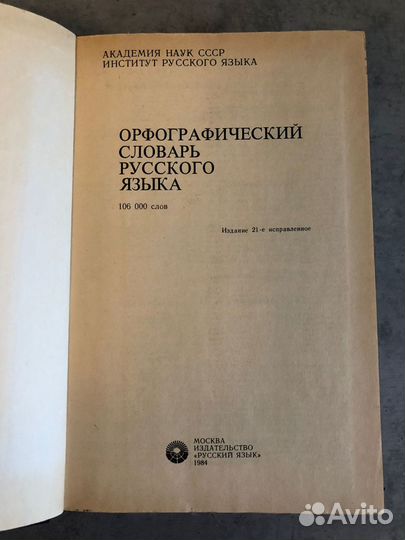 АКАДЕМИЯ НАУК СССР
ИНСТИТУТ РУССКОГО ЯЗЫКА
ОРФОГРАФИЧЕСКИЙ
СЛОВАРЬ
РУССКОГО
ЯЗЫКА
106 000 слов
Издание 21-е исправленное
МОСКВА
ИЗДАТЕЛЬСТВО
«РУССКИЙ ЯЗЫК»
1984
Avito